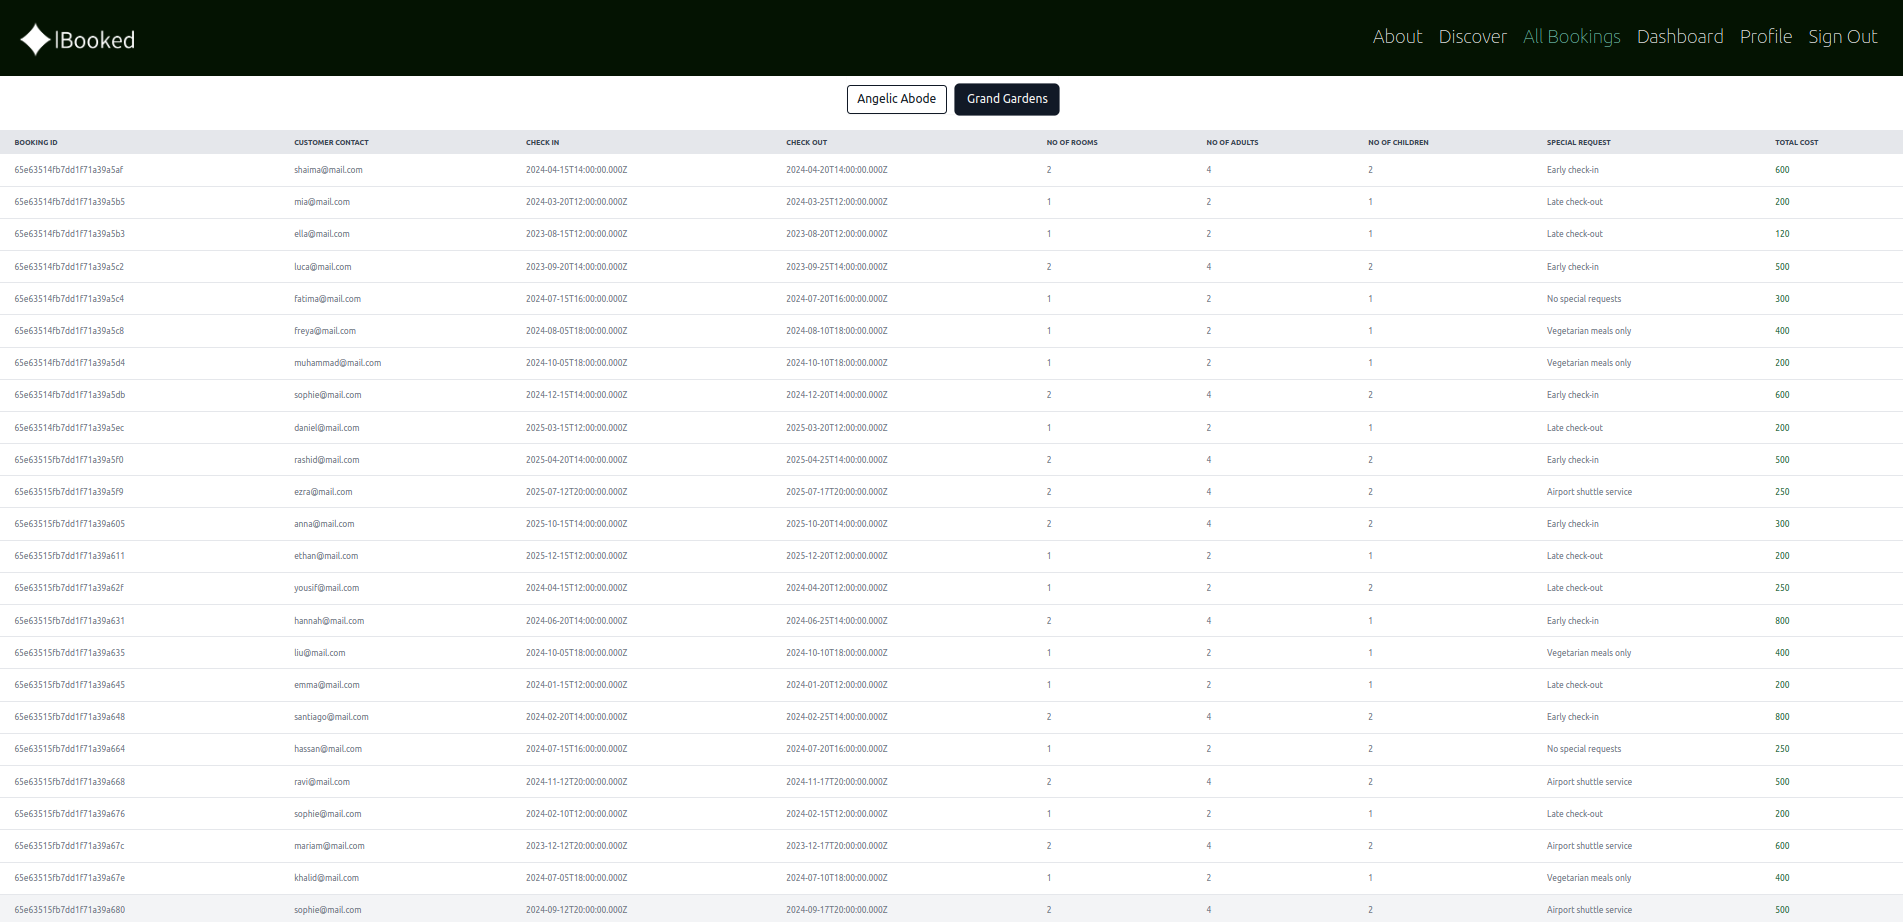 |Booked
About Discover All Bookings Dashboard Profile Sign Out
Angelic Abode Grand Gardens
BOOKING ID CUSTOMER CONTACT CHECK IN CHECK OUT NO OF ROOMS NO OF ADULTS NO OF CHILDREN SPECIAL REQUEST TOTAL COST
65e63514fb7dd1f71a39a5af shaima@mail.com 2024-04-15T14:00:00.000Z 2024-04-20T14:00:00.000Z 2 4 2 Early check-in 600
65e63514fb7dd1f71a39a5b5 mia@mail.com 2024-03-20T12:00:00.000Z 2024-03-25T12:00:00.000Z 1 2 1 Late check-out 200
65e63514fb7dd1f71a39a5b3 ella@mail.com 2023-08-15T12:00:00.000Z 2023-08-20T12:00:00.000Z 1 2 1 Late check-out 120
65e63514fb7dd1f71a39a5c2 luca@mail.com 2023-09-20T14:00:00.000Z 2023-09-25T14:00:00.000Z 2 4 2 Early check-in 500
65e63514fb7dd1f71a39a5c4 fatima@mail.com 2024-07-15T16:00:00.000Z 2024-07-20T16:00:00.000Z 1 2 1 No special requests 300
65e63514fb7dd1f71a39a5c8 freya@mail.com 2024-08-05T18:00:00.000Z 2024-08-10T18:00:00.000Z 1 2 1 Vegetarian meals only 400
65e63514fb7dd1f71a39a5d4 muhammad@mail.com 2024-10-05T18:00:00.000Z 2024-10-10T18:00:00.000Z 1 2 1 Vegetarian meals only 200
65e63514fb7dd1f71a39a5db sophie@mail.com 2024-12-15T14:00:00.000Z 2024-12-20T14:00:00.000Z 2 4 2 Early check-in 600
65e63514fb7dd1f71a39a5ec daniel@mail.com 2025-03-15T12:00:00.000Z 2025-03-20T12:00:00.000Z 1 2 1 Late check-out 200
65e63515fb7dd1f71a39a5f0 rashid@mail.com 2025-04-20T14:00:00.000Z 2025-04-25T14:00:00.000Z 2 4 2 Early check-in 500
65e63515fb7dd1f71a39a5f9 ezra@mail.com 2025-07-12T20:00:00.000Z 2025-07-17T20:00:00.000Z 2 4 2 Airport shuttle service 250
65e63515fb7dd1f71a39a605 anna@mail.com 2025-10-15T14:00:00.000Z 2025-10-20T14:00:00.000Z 2 4 2 Early check-in 300
65e63515fb7dd1f71a39a611 ethan@mail.com 2025-12-15T12:00:00.000Z 2025-12-20T12:00:00.000Z 1 2 1 Late check-out 200
65e63515fb7dd1f71a39a62f yousif@mail.com 2024-04-15T12:00:00.000Z 2024-04-20T12:00:00.000Z 1 2 2 Late check-out 250
65e63515fb7dd1f71a39a631 hannah@mail.com 2024-06-20T14:00:00.000Z 2024-06-25T14:00:00.000Z 2 4 1 Early check-in 800
65e63515fb7dd1f71a39a635 liu@mail.com 2024-10-05T18:00:00.000Z 2024-10-10T18:00:00.000Z 1 2 1 Vegetarian meals only 400
65e63515fb7dd1f71a39a645 emma@mail.com 2024-01-15T12:00:00.000Z 2024-01-20T12:00:00.000Z 1 2 1 Late check-out 200
65e63515fb7dd1f71a39a648 santiago@mail.com 2024-02-20T14:00:00.000Z 2024-02-25T14:00:00.000Z 2 4 2 Early check-in 800
65e63515fb7dd1f71a39a664 hassan@mail.com 2024-07-15T16:00:00.000Z 2024-07-20T16:00:00.000Z 1 2 2 No special requests 250
65e63515fb7dd1f71a39a668 ravi@mail.com 2024-11-12T20:00:00.000Z 2024-11-17T20:00:00.000Z 2 4 2 Airport shuttle service 500
65e63515fb7dd1f71a39a676 sophie@mail.com 2024-02-10T12:00:00.000Z 2024-02-15T12:00:00.000Z 1 2 1 Late check-out 200
65e63515fb7dd1f71a39a67c mariam@mail.com 2023-12-12T20:00:00.000Z 2023-12-17T20:00:00.000Z 2 4 2 Airport shuttle service 600
65e63515fb7dd1f71a39a67e khalid@mail.com 2024-07-05T18:00:00.000Z 2024-07-10T18:00:00.000Z 1 2 1 Vegetarian meals only 400
65e63515fb7dd1f71a39a680 sophie@mail.com 2024-09-12T20:00:00.000Z 2024-09-17T20:00:00.000Z 2 4 2 Airport shuttle service 500